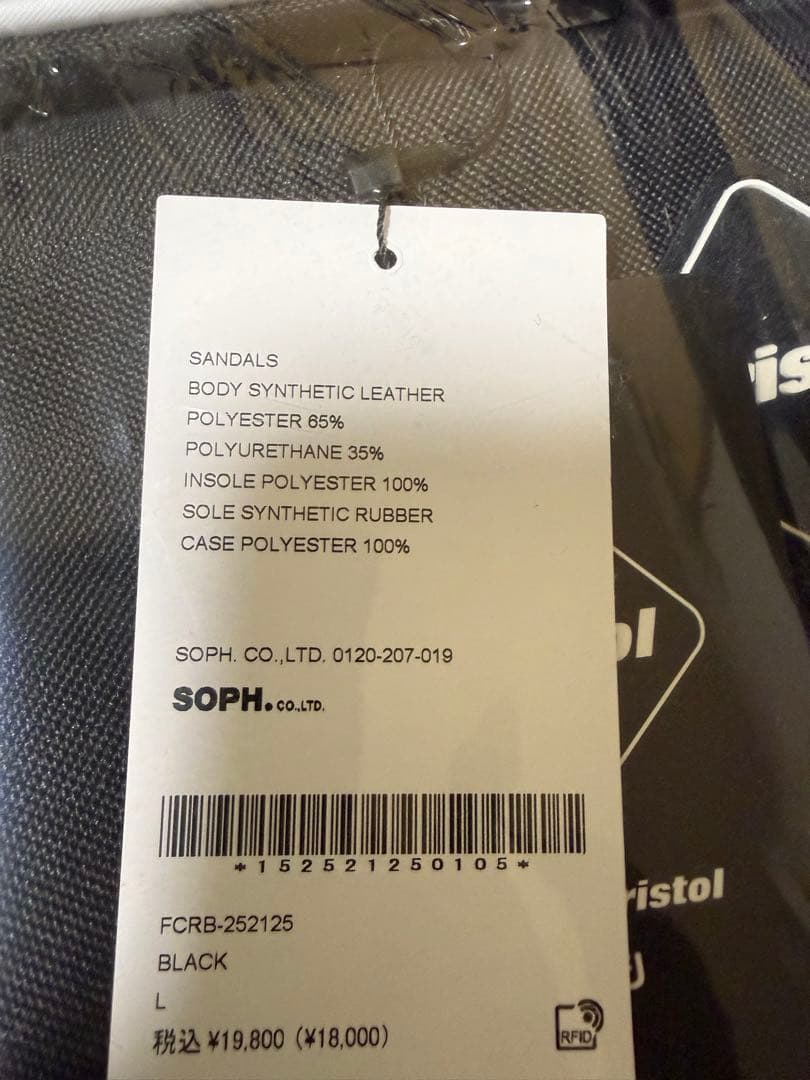 SANDALS
BODY SYNTHETIC LEATHER
POLYESTER 65%
POLYURETHANE 35%
INSOLE POLYESTER 100%
SOLE SYNTHETIC RUBBER
CASE POLYESTER 100%
SOPH. CO.,LTD. 0120-207-019
SOPH. CO.,LTD.
*152521250105*
FCRB-252125
BLACK
L
税込 ¥19,800 (¥18,000)
RFID
ris
ol
ristol